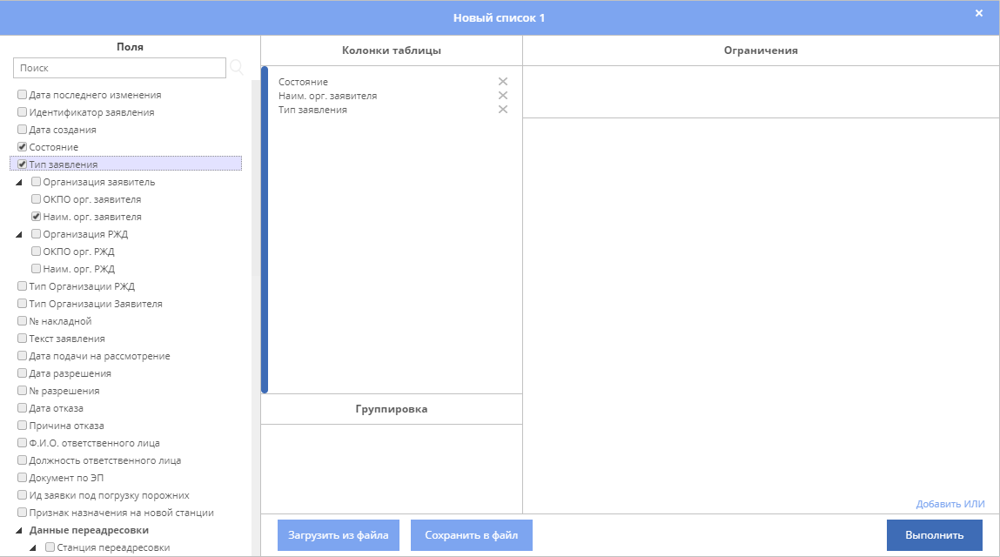 Новый список 1
Поля
Поиск
Дата последнего изменения
Идентификатор заявления
Дата создания
Состояние
Тип заявления
Организация заявитель
ОКПО орг. заявителя
Наим. орг. заявителя
Организация РЖД
ОКПО орг. РЖД
Наим. орг. РЖД
Тип Организации РЖД
Тип Организации Заявителя
№ накладной
Текст заявления
Дата подачи на рассмотрение
Дата разрешения
№ разрешения
Дата отказа
Причина отказа
Ф.И.О. ответственного лица
Должность ответственного лица
Документ по ЭП
Ид заявки под погрузку порожних
Признак назначения на новой станции
Данные переадресовки
Станция переадресовки
Колонки таблицы
Состояние
Наим. орг. заявителя
Тип заявления
Группировка
Ограничения
Добавить ИЛИ
Загрузить из файла
Сохранить в файл
Выполнить